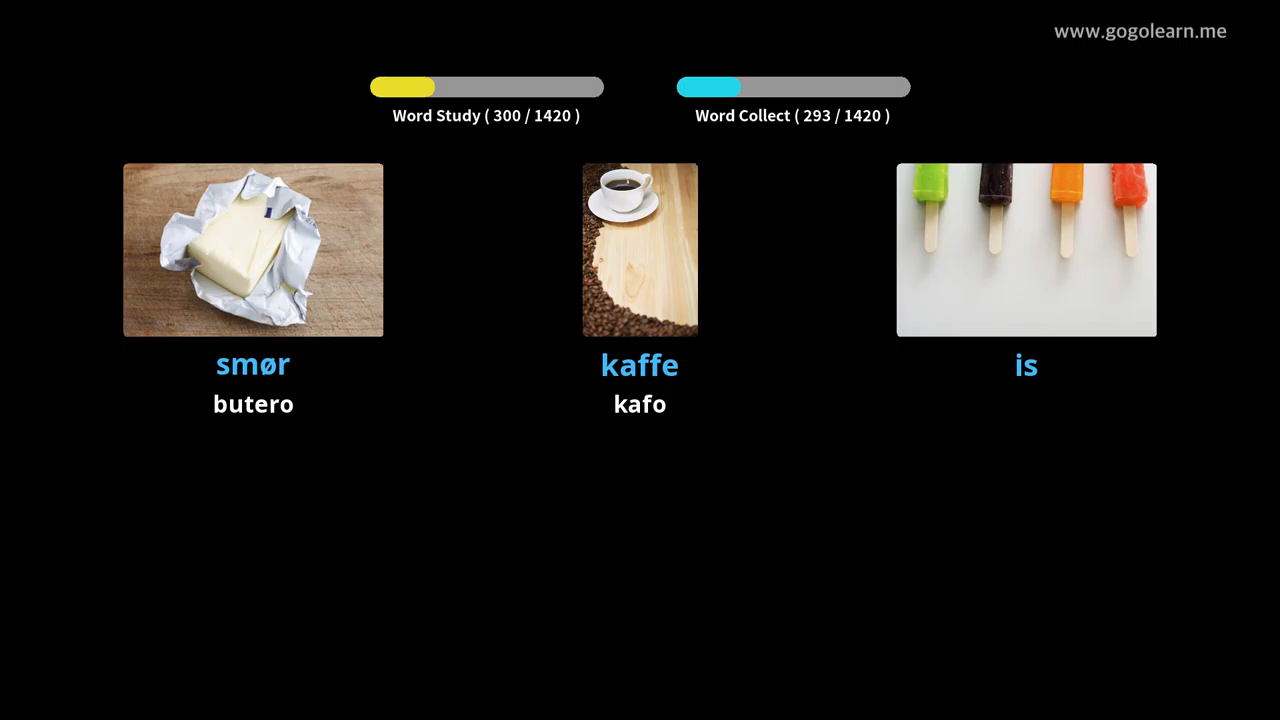 www.gogolearn.me
Word Study ( 300 / 1420 )
Word Collect ( 293 / 1420 )
smør
kaffe
is
butero
kafo